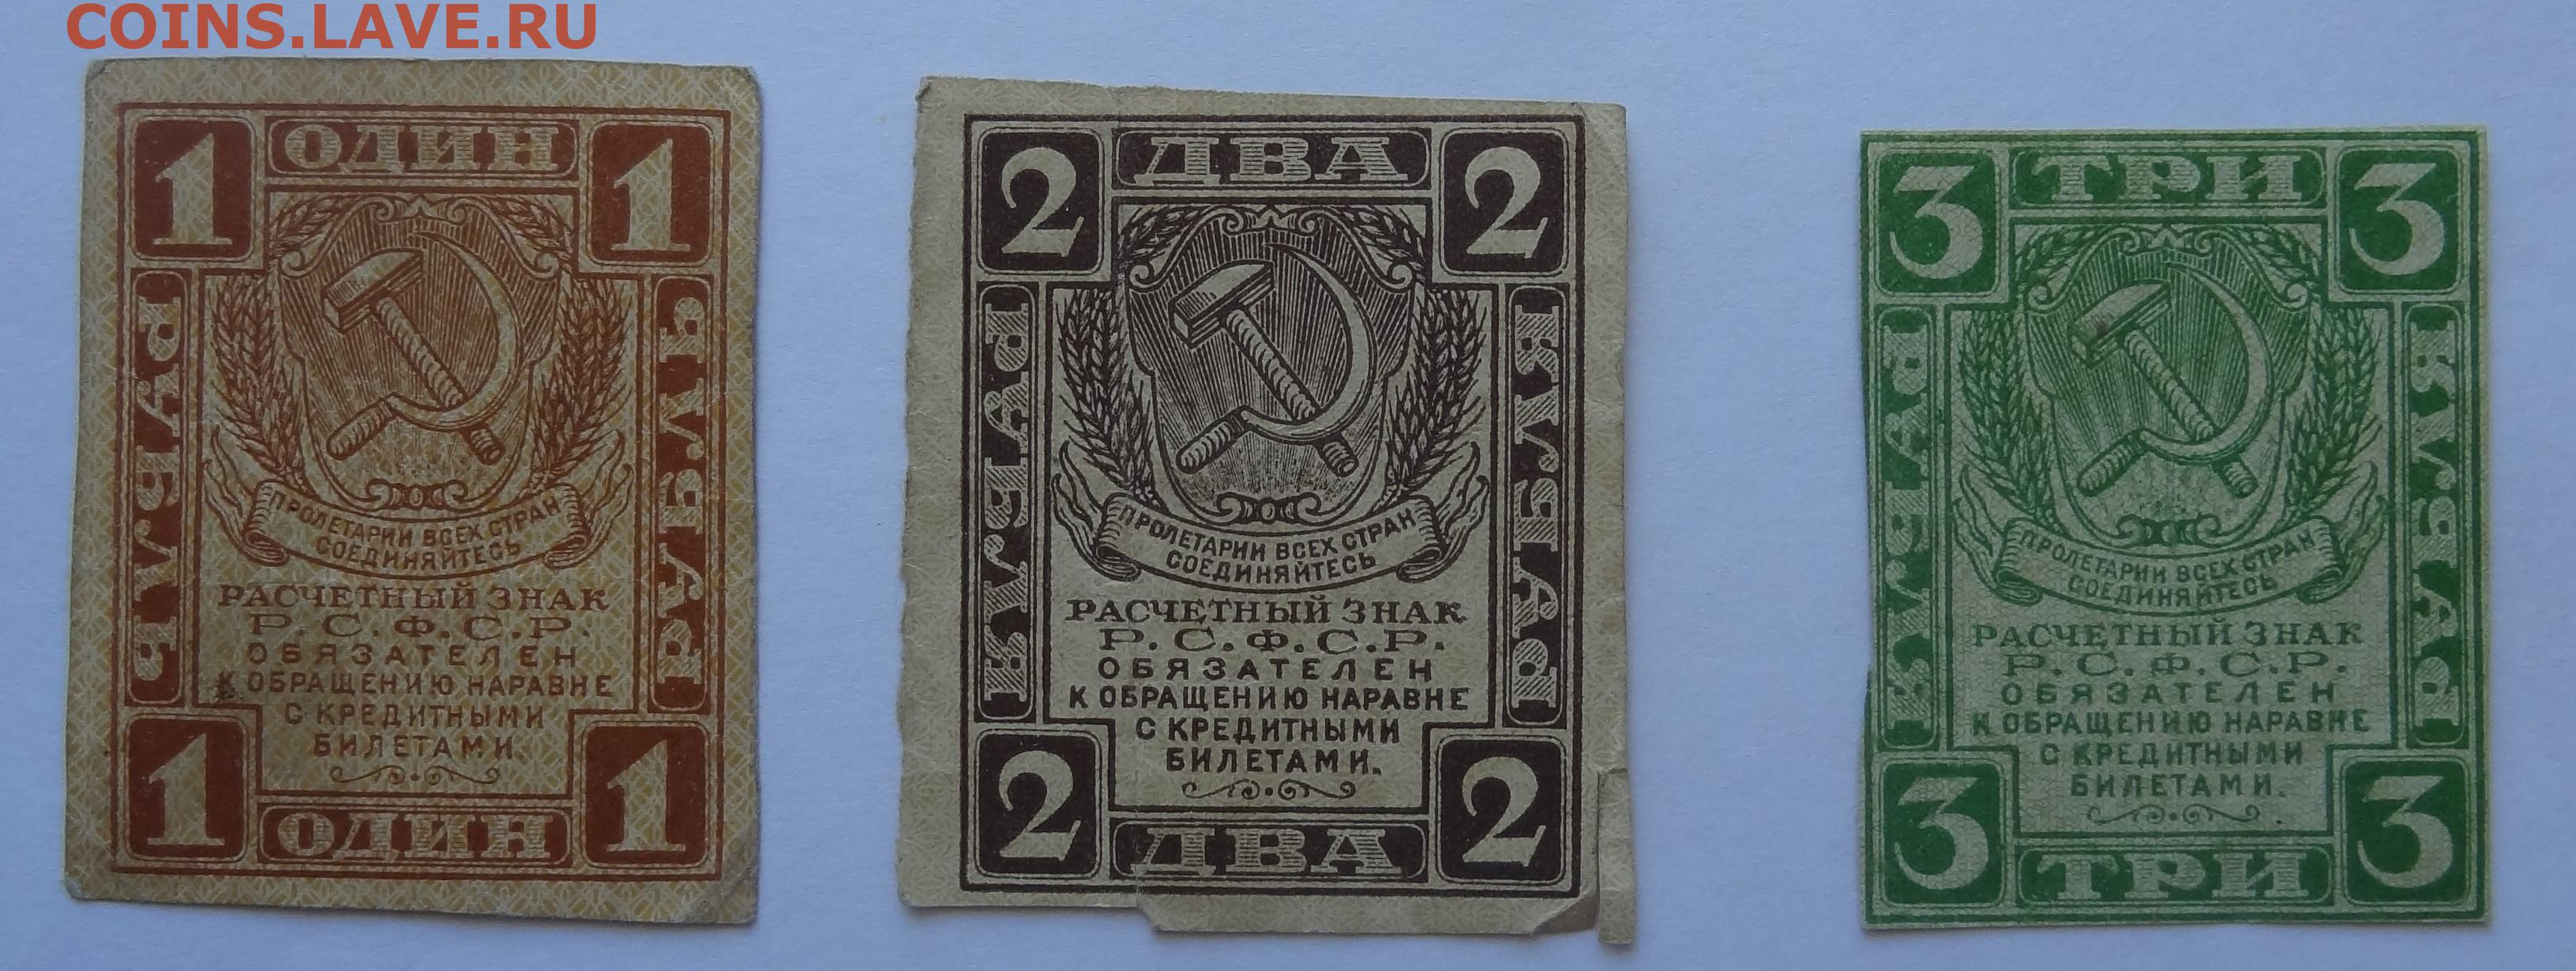 COINS.LAVE.RU
1 ОДИН 1
РУБЛЬ
РУБЛЬ
ПРОЛЕТАРИИ ВСЕХ СТРАН
СОЕДИНЯЙТЕСЬ
РАСЧЕТНЫЙ ЗНАК
Р.С.Ф.С.Р.
ОБЯЗАТЕЛЕН
К ОБРАЩЕНИЮ НАРАВНЕ
С КРЕДИТНЫМИ
БИЛЕТАМИ.
1 ОДИН 1
2 ДВА 2
РУБЛЯ
РУБЛЯ
ПРОЛЕТАРИИ ВСЕХ СТРАН
СОЕДИНЯЙТЕСЬ
РАСЧЕТНЫЙ ЗНАК
Р.С.Ф.С.Р.
ОБЯЗАТЕЛЕН
К ОБРАЩЕНИЮ НАРАВНЕ
С КРЕДИТНЫМИ
БИЛЕТАМИ.
2 ДВА 2
3 ТРИ 3
РУБЛЯ
РУБЛЯ
ПРОЛЕТАРИИ ВСЕХ СТРАН
СОЕДИНЯЙТЕСЬ
РАСЧЕТНЫЙ ЗНАК
Р.С.Ф.С.Р.
ОБЯЗАТЕЛЕН
К ОБРАЩЕНИЮ НАРАВНЕ
С КРЕДИТНЫМИ
БИЛЕТАМИ.
3 ТРИ 3